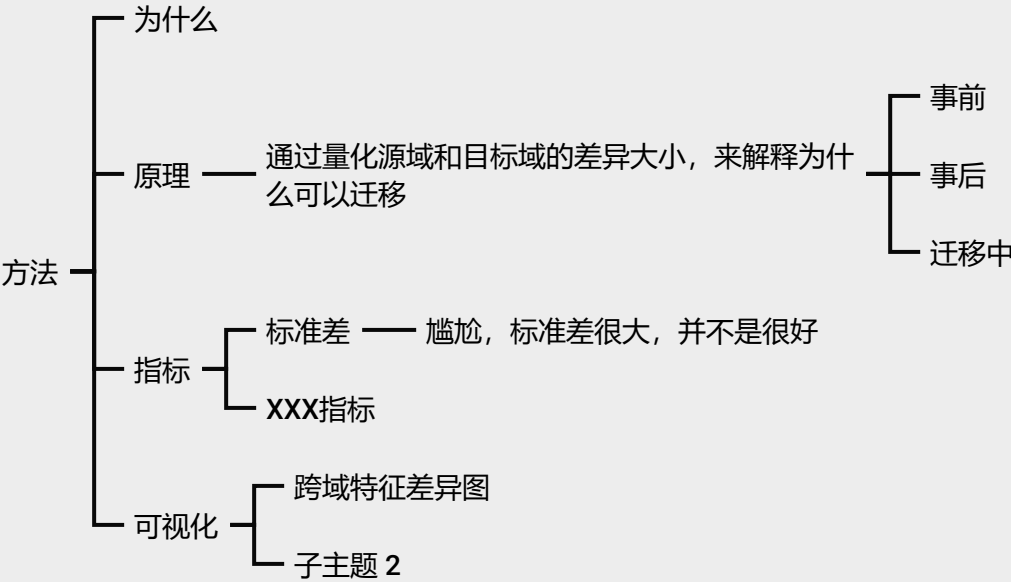 为什么
事前
通过量化源域和目标域的差异大小，来解释为什
么可以迁移
原理
事后
迁移中
方法
标准差
尴尬，标准差很大，并不是很好
指标
XXX指标
跨域特征差异图
可视化
子主题 2